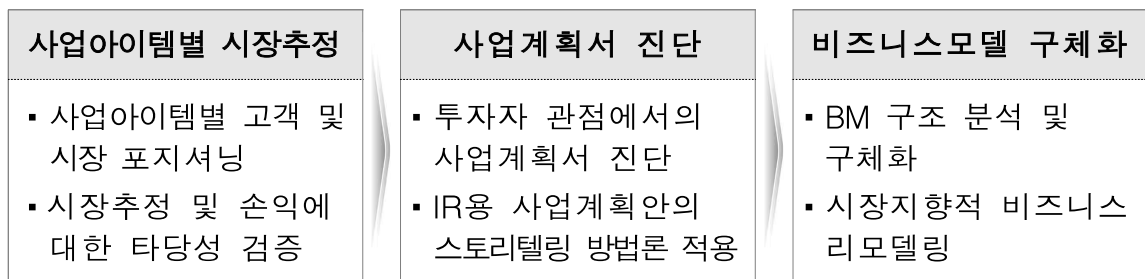 사업아이템별 시장추정
▪ 사업아이템별 고객 및
시장 포지셔닝
▪ 시장추정 및 손익에
대한 타당성 검증
사업계획서 진단
▪ 투자자 관점에서의
사업계획서 진단
▪ IR용 사업계획안의
스토리텔링 방법론 적용
비즈니스모델 구체화
▪ BM 구조 분석 및
구체화
▪ 시장지향적 비즈니스
리모델링